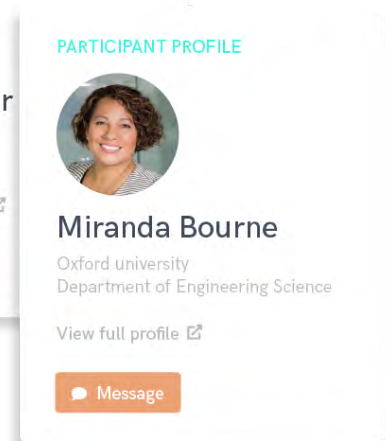 PARTICIPANT PROFILE
r
Miranda Bourne
Oxford university
Department of Engineering Science
View full profile
Message